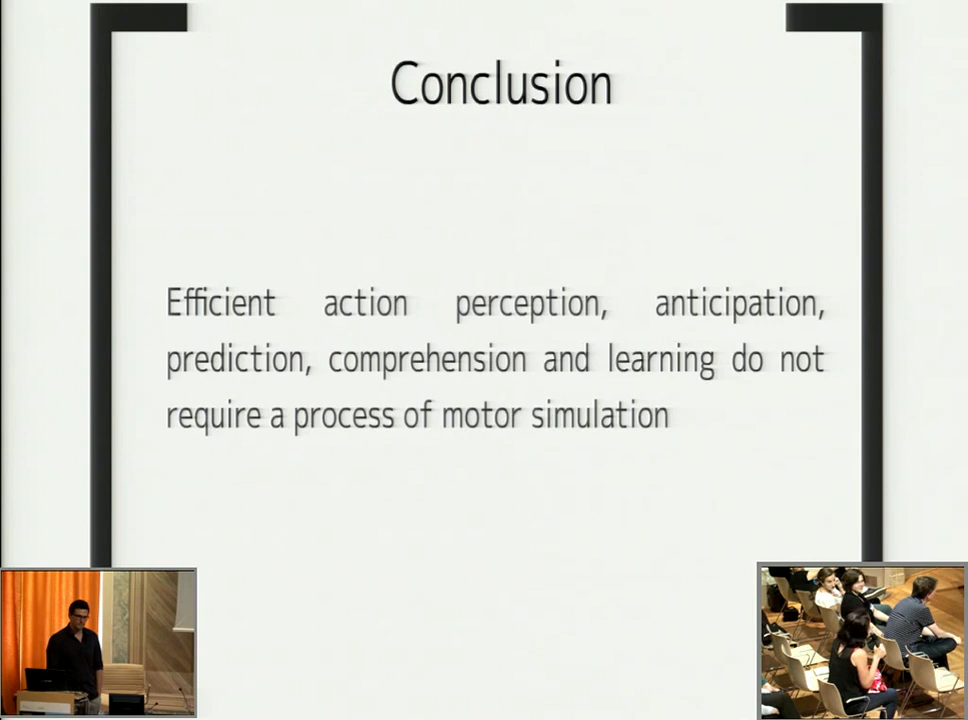 Conclusion
Efficient action perception, anticipation,
prediction, comprehension and learning do not
require a process of motor simulation